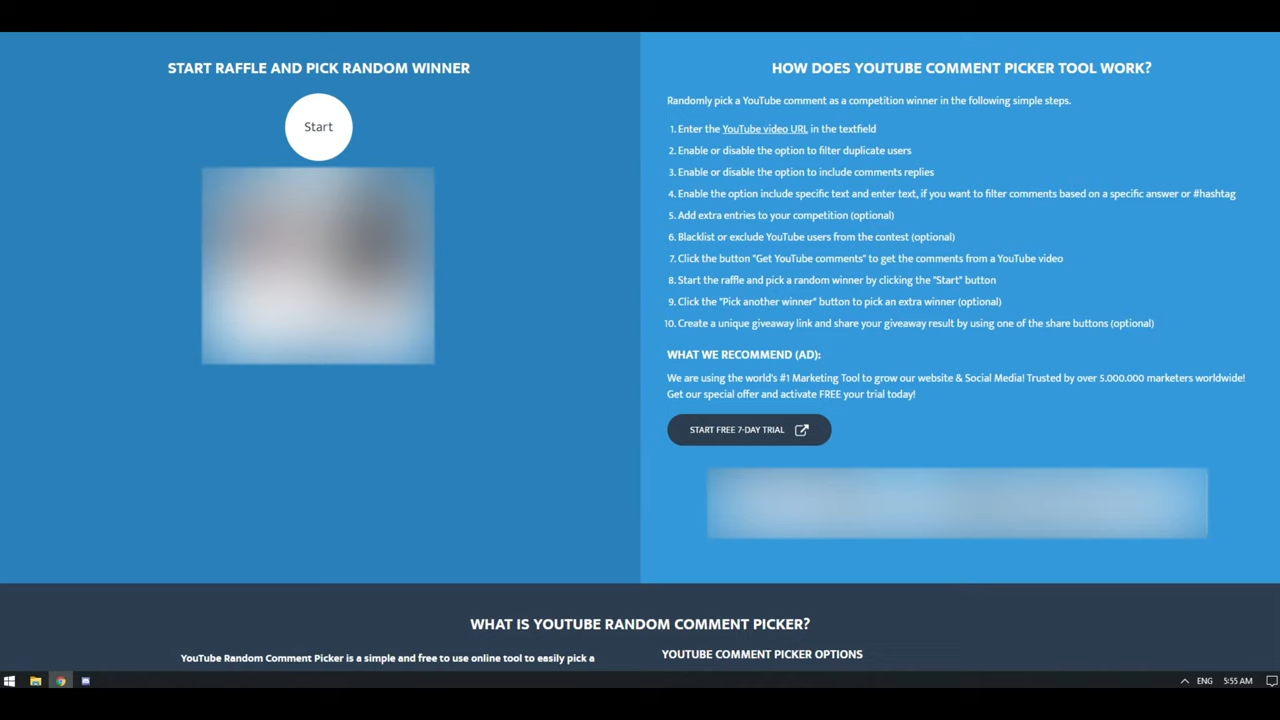 START RAFFLE AND PICK RANDOM WINNER
Start
HOW DOES YOUTUBE COMMENT PICKER TOOL WORK?
Randomly pick a YouTube comment as a competition winner in the following simple steps.
1. Enter the YouTube video URL in the textfield
2. Enable or disable the option to filter duplicate users
3. Enable or disable the option to include comments replies
4. Enable the option include specific text and enter text, if you want to filter comments based on a specific answer or #hashtag
5. Add extra entries to your competition (optional)
6. Blacklist or exclude YouTube users from the contest (optional)
7. Click the button "Get YouTube comments" to get the comments from a YouTube video
8. Start the raffle and pick a random winner by clicking the "Start" button
9. Click the "Pick another winner" button to pick an extra winner (optional)
10. Create a unique giveaway link and share your giveaway result by using one of the share buttons (optional)
WHAT WE RECOMMEND (AD):
We are using the world's #1 Marketing Tool to grow our website & Social Media! Trusted by over 5.000.000 marketers worldwide!
Get our special offer and activate FREE your trial today!
START FREE 7-DAY TRIAL
WHAT IS YOUTUBE RANDOM COMMENT PICKER?
YouTube Random Comment Picker is a simple and free to use online tool to easily pick a
YOUTUBE COMMENT PICKER OPTIONS
ENG
5:55 AM